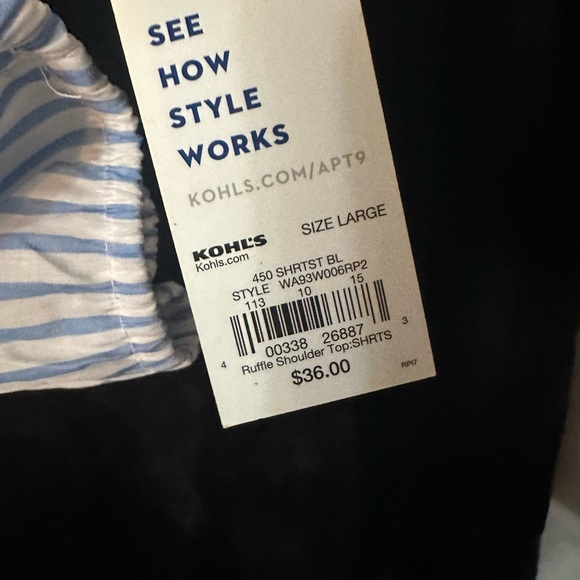 SEE
HOW
STYLE
WORKS
KOHLS.COM/APT9
SIZE LARGE
KOHL'S
Kohls.com
450 SHRTST BL
STYLE WA93W006RP2
113 10 15
4 00338 26887 3
Ruffle Shoulder Top:SHRTS
$36.00
RP17